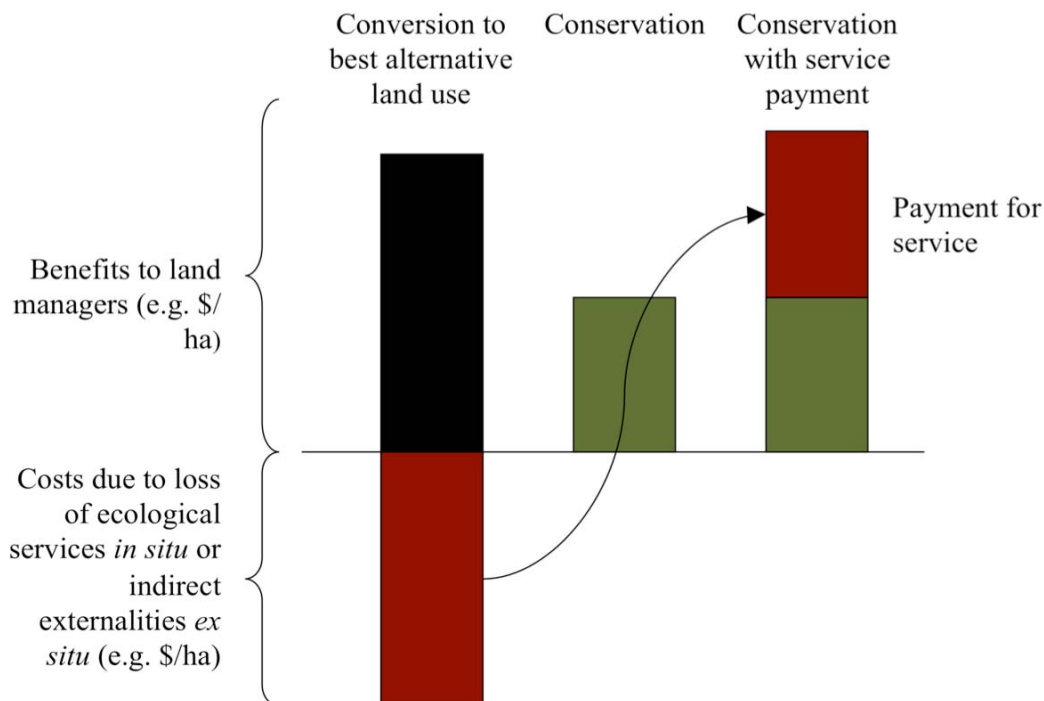 Conversion to
best alternative
land use
Conservation
Conservation
with service
payment
Payment for
service
Benefits to land
managers (e.g. $/
ha)
Costs due to loss
of ecological
services in situ or
indirect
externalities ex
situ (e.g. $/ha)